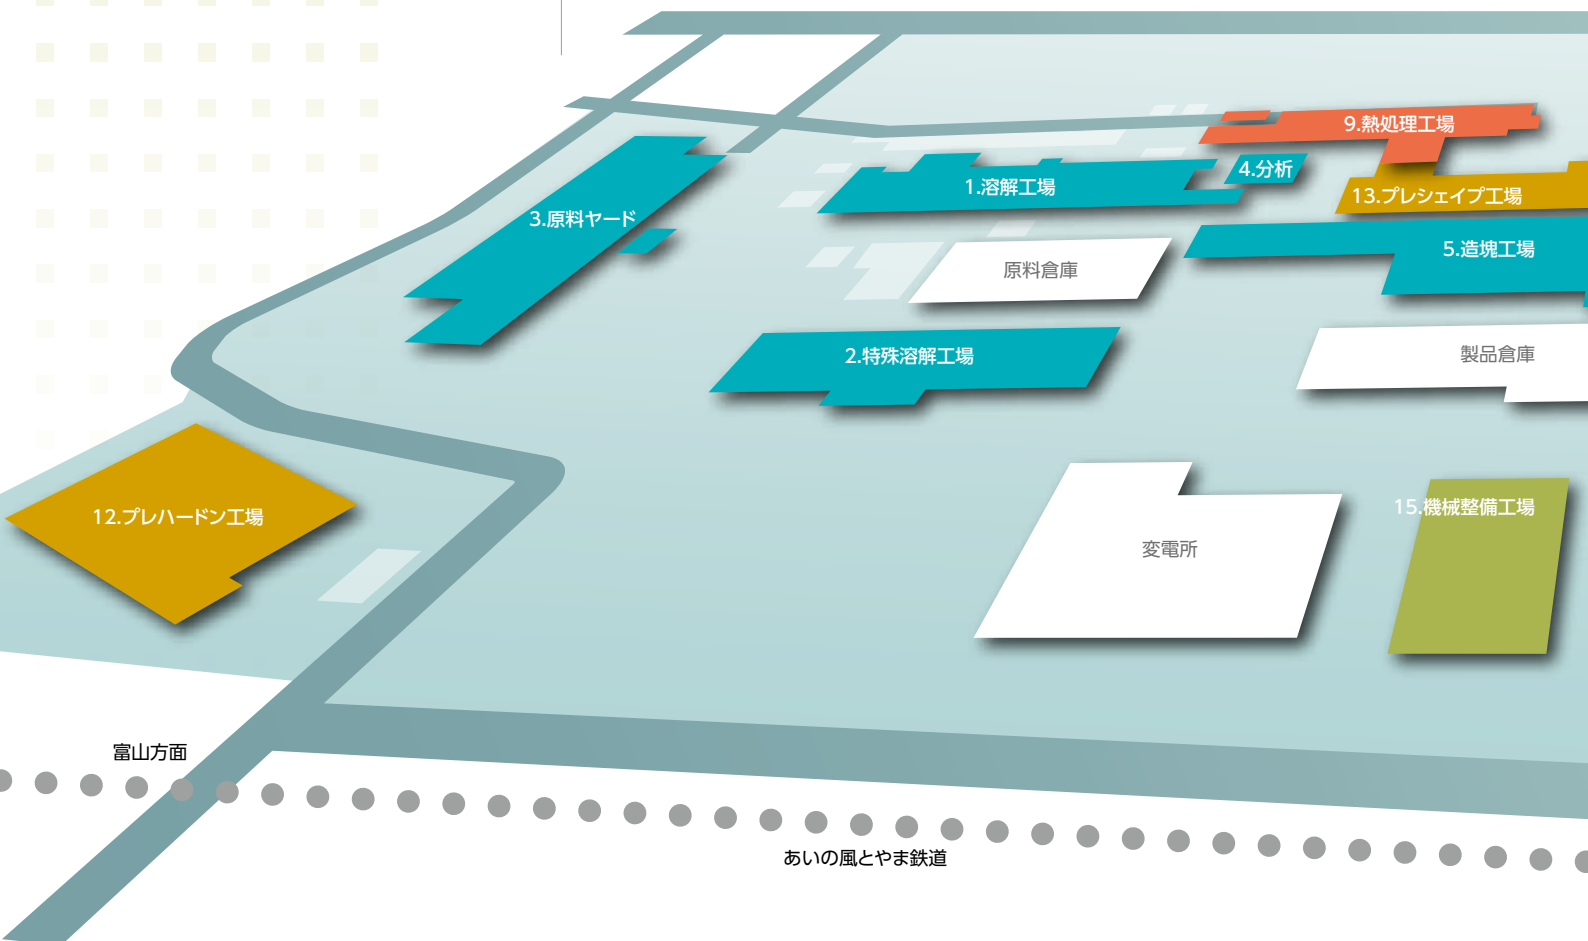 9.熱処理工場
4.分析
1.溶解工場
13.プレシェイプ工場
3.原料ヤード
5.造塊工場
原料倉庫
2.特殊溶解工場
製品倉庫
12.プレハードン工場
15.機械整備工場
変電所
富山方面
あいの風とやま鉄道